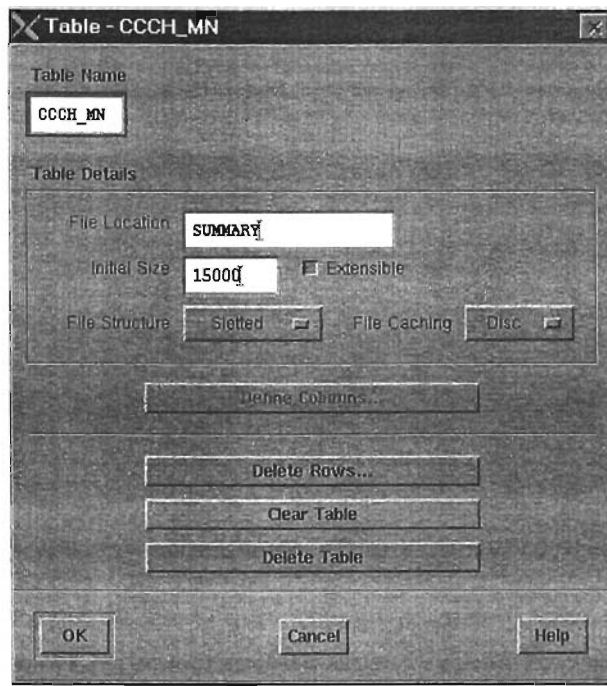 Table - CCCH_MN
Table Name
CCCH_MN
Table Details
File Location SUMMARY
Initial Size 15000 Extensible
File Structure Slotted File Caching Disc
Define Columns...
Delete Rows...
Clear Table
Delete Table
OK Cancel Help